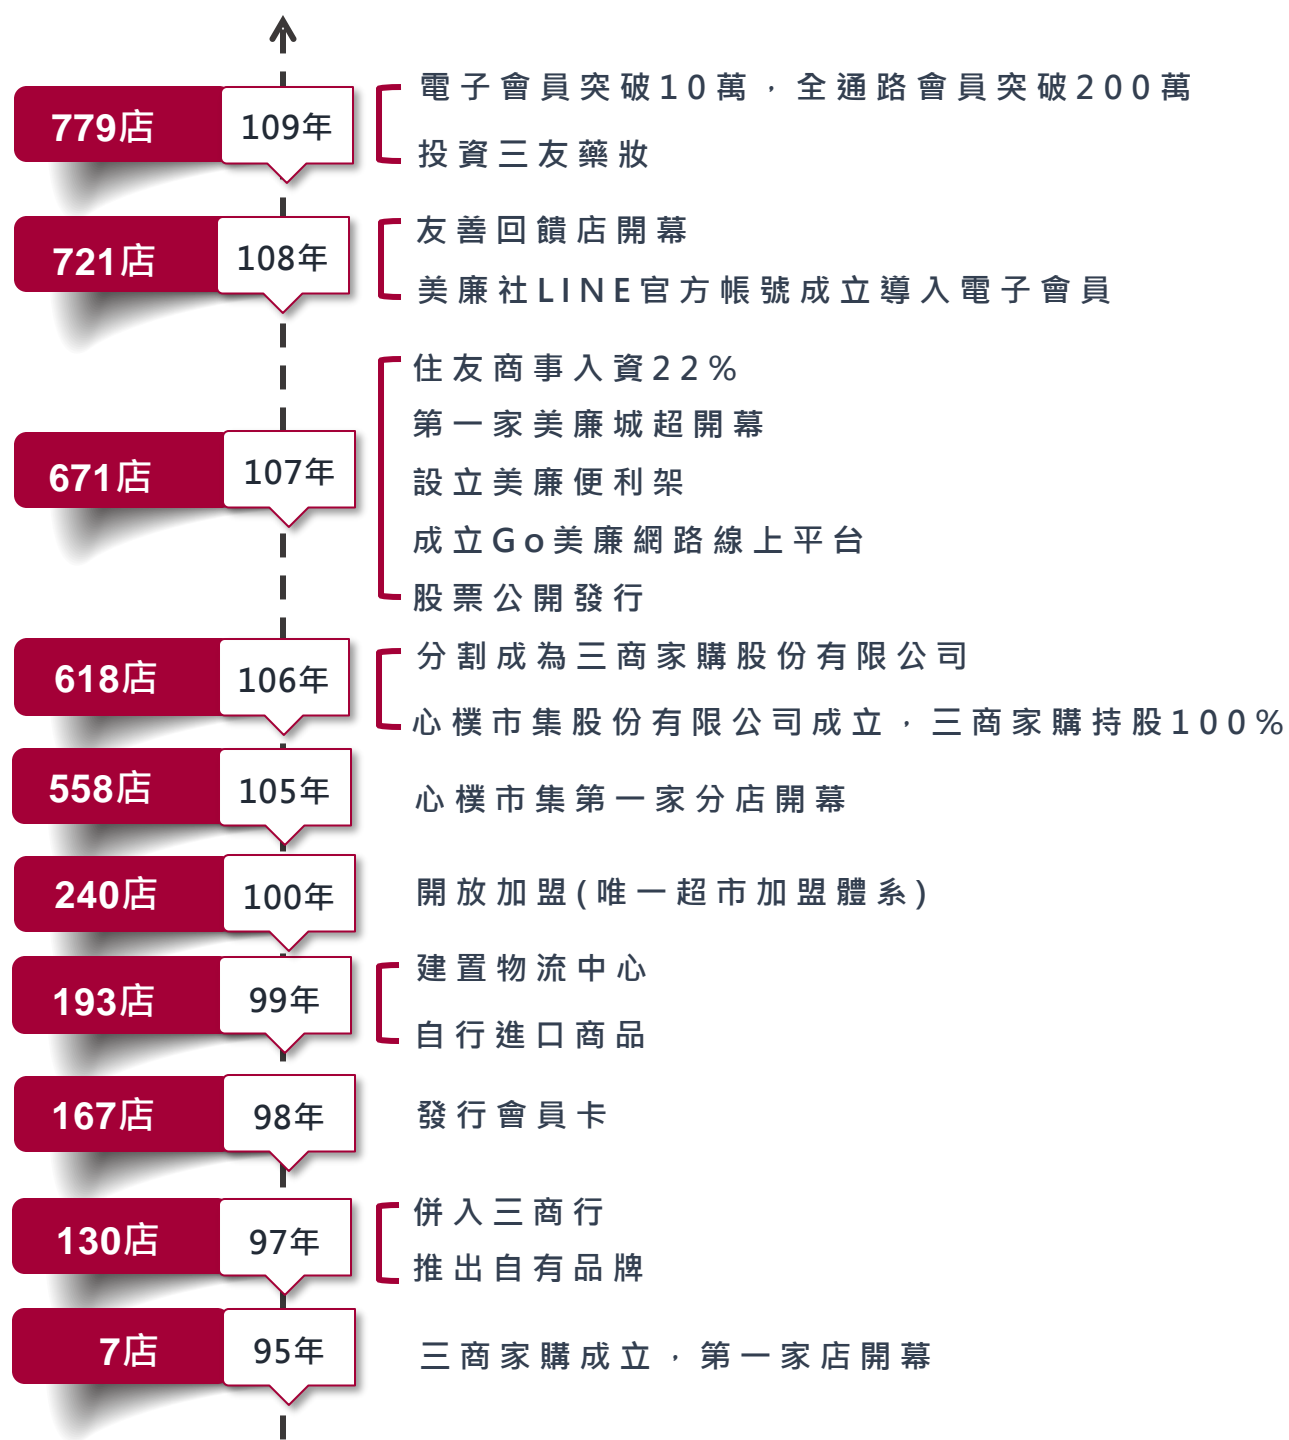 779店 109年 電子會員突破10萬，全通路會員突破200萬
投資三友藥妝
721店 108年 友善回饋店開幕
美廉社LINE官方帳號成立導入電子會員
671店 107年 住友商事入資22%
第一家美廉城超開幕
設立美廉便利架
成立Go美廉網路線上平台
股票公開發行
618店 106年 分割成為三商家購股份有限公司
心樸市集股份有限公司成立，三商家購持股100%
558店 105年 心樸市集第一家分店開幕
240店 100年 開放加盟(唯一超市加盟體系)
193店 99年 建置物流中心
自行進口商品
167店 98年 發行會員卡
130店 97年 併入三商行
推出自有品牌
7店 95年 三商家購成立，第一家店開幕